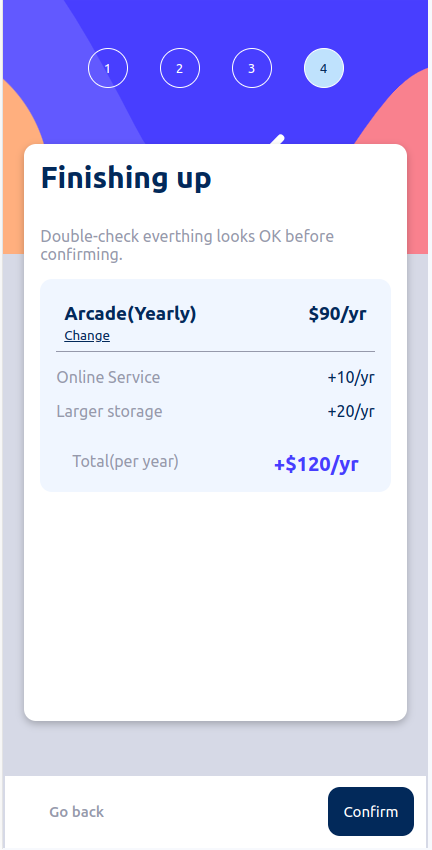 1 2 3 4
Finishing up
Double-check everthing looks OK before
confirming.
Arcade(Yearly) $90/yr
Change
Online Service +10/yr
Larger storage +20/yr
Total(per year) +$120/yr
Go back Confirm